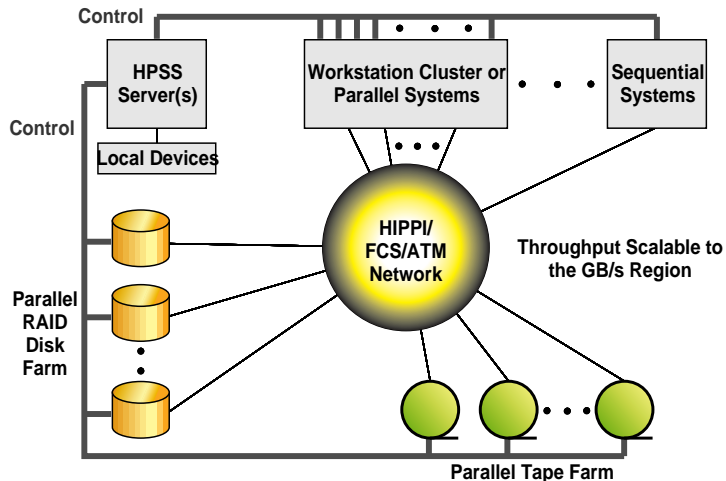 Control
HPSS
Server(s)
Workstation Cluster or
Parallel Systems
Sequential
Systems
Control
Local Devices
HIPPI/
FCS/ATM
Network
Throughput Scalable to
the GB/s Region
Parallel
RAID
Disk
Farm
Parallel Tape Farm